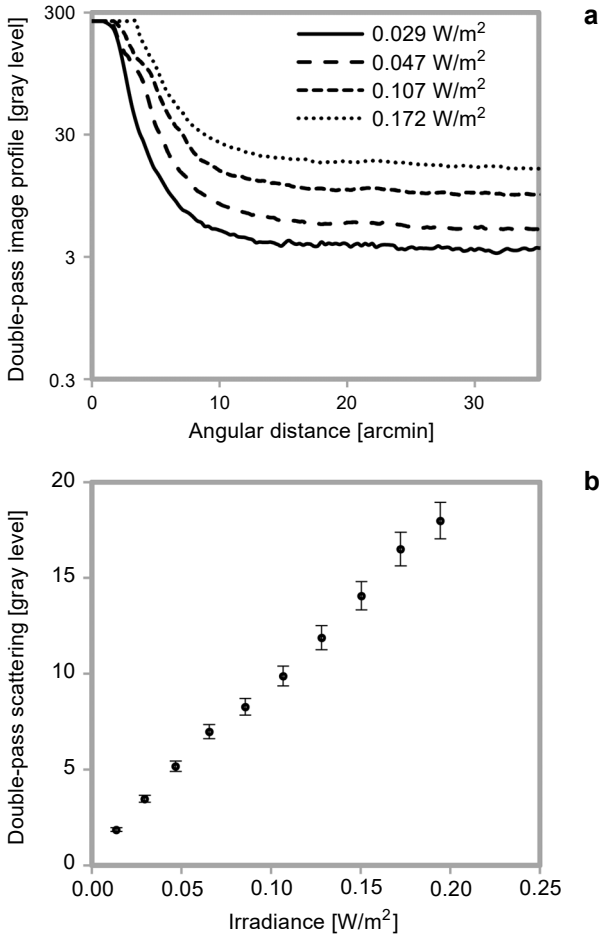 a
300
30
3
0.3
Double-pass image profile [gray level]
0.029 W/m²
0.047 W/m²
0.107 W/m²
0.172 W/m²
0
10
20
30
Angular distance [arcmin]
b
20
15
10
5
0
Double-pass scattering [gray level]
0.00
0.05
0.10
0.15
0.20
0.25
Irradiance [W/m²]